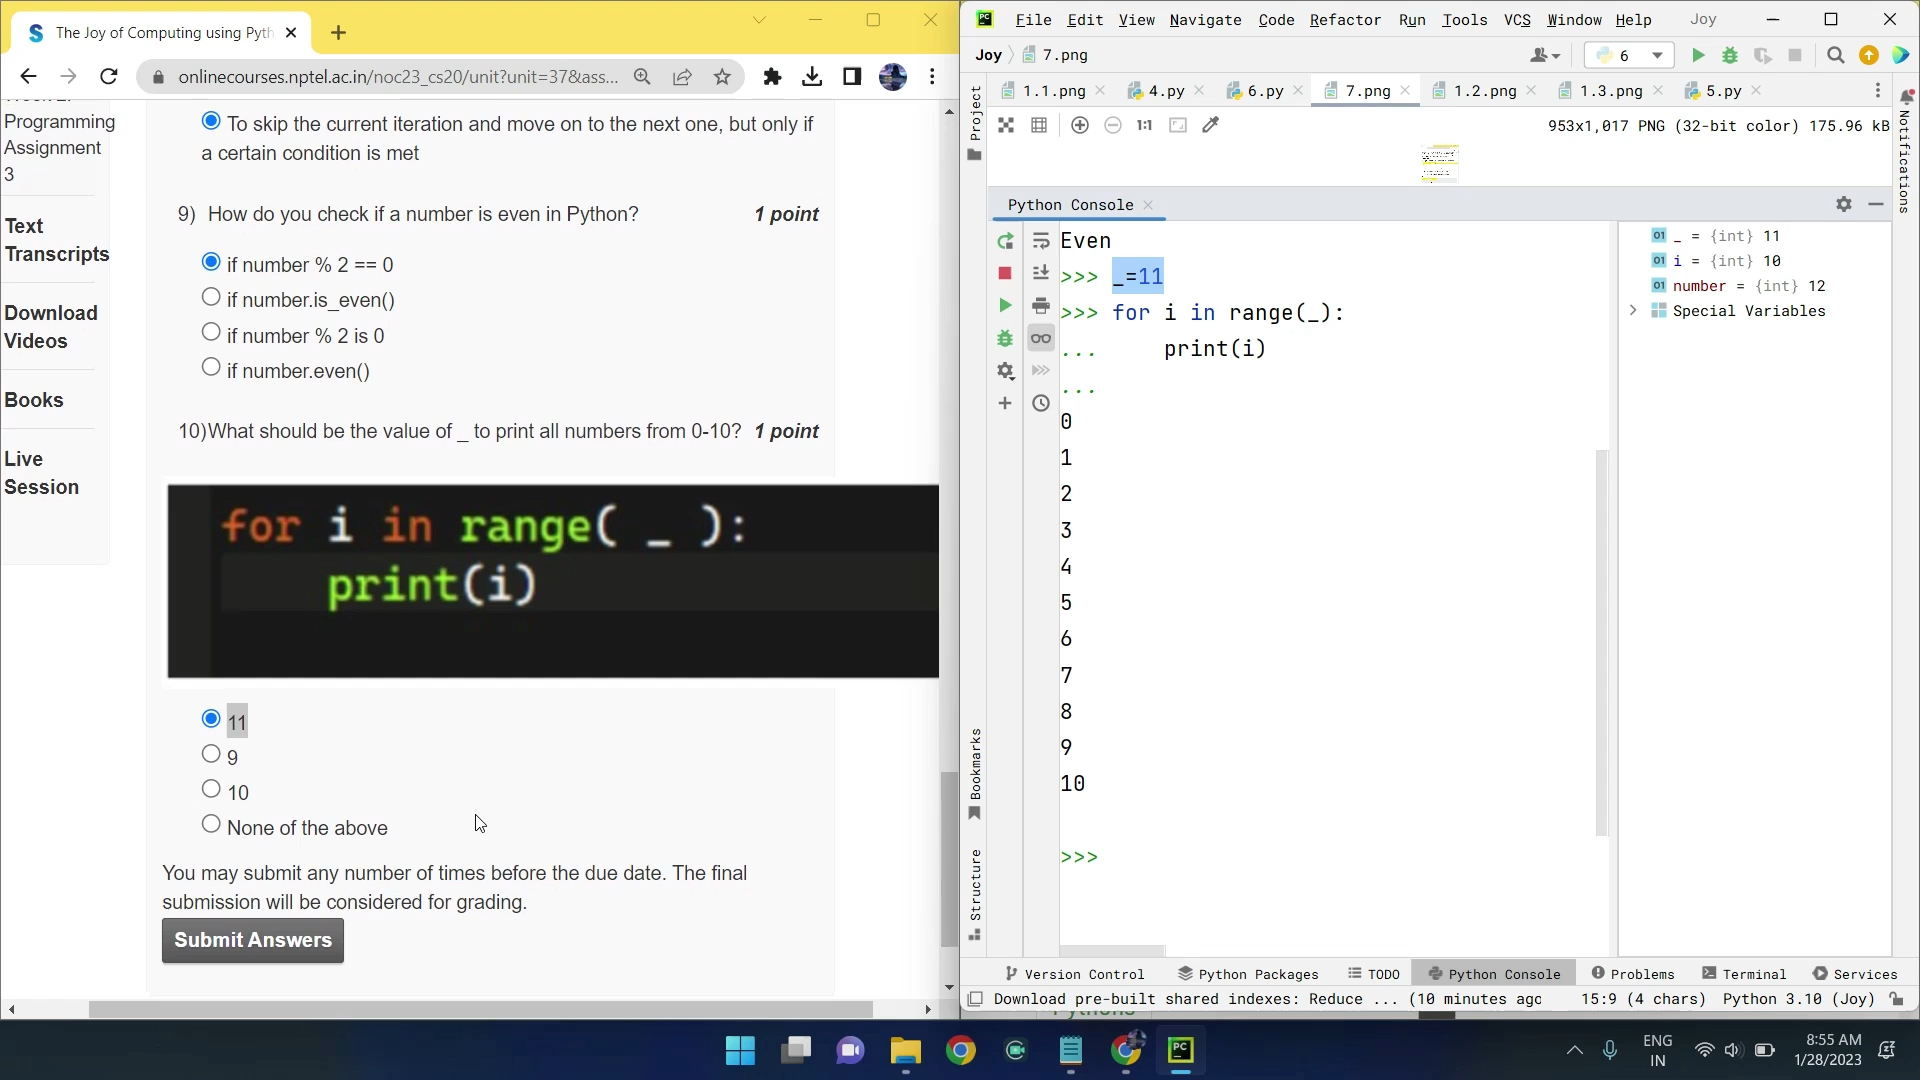 The Joy of Computing using Pyth
onlinecourses.nptel.ac.in/noc23_cs20/unit?unit=37&ass...
Programming
Assignment
3
Text
Transcripts
Download
Videos
Books
Live
Session
To skip the current iteration and move on to the next one, but only if
a certain condition is met
9) How do you check if a number is even in Python? 1 point
if number % 2 == 0
if number.is_even()
if number % 2 is 0
if number.even()
10)What should be the value of _ to print all numbers from 0-10? 1 point
for i in range( _ ):
print(i)
11
9
10
None of the above
You may submit any number of times before the due date. The final
submission will be considered for grading.
Submit Answers
PC File Edit View Navigate Code Refactor Run Tools VCS Window Help Joy
Joy 7.png 6
Project
1.1.png 4.py 6.py 7.png 1.2.png 1.3.png 5.py
Notifications
1:1 953x1,017 PNG (32-bit color) 175.96 kB
Python Console
Even
>>> _=11
>>> for i in range(_):
... print(i)
...
0
1
2
3
4
5
6
7
8
9
10
>>>
01 _ = {int} 11
01 i = {int} 10
01 number = {int} 12
Special Variables
Bookmarks
Structure
Version Control Python Packages TODO Python Console Problems Terminal Services
Download pre-built shared indexes: Reduce ... (10 minutes ago 15:9 (4 chars) Python 3.10 (Joy)
PC
ENG
IN
8:55 AM
1/28/2023